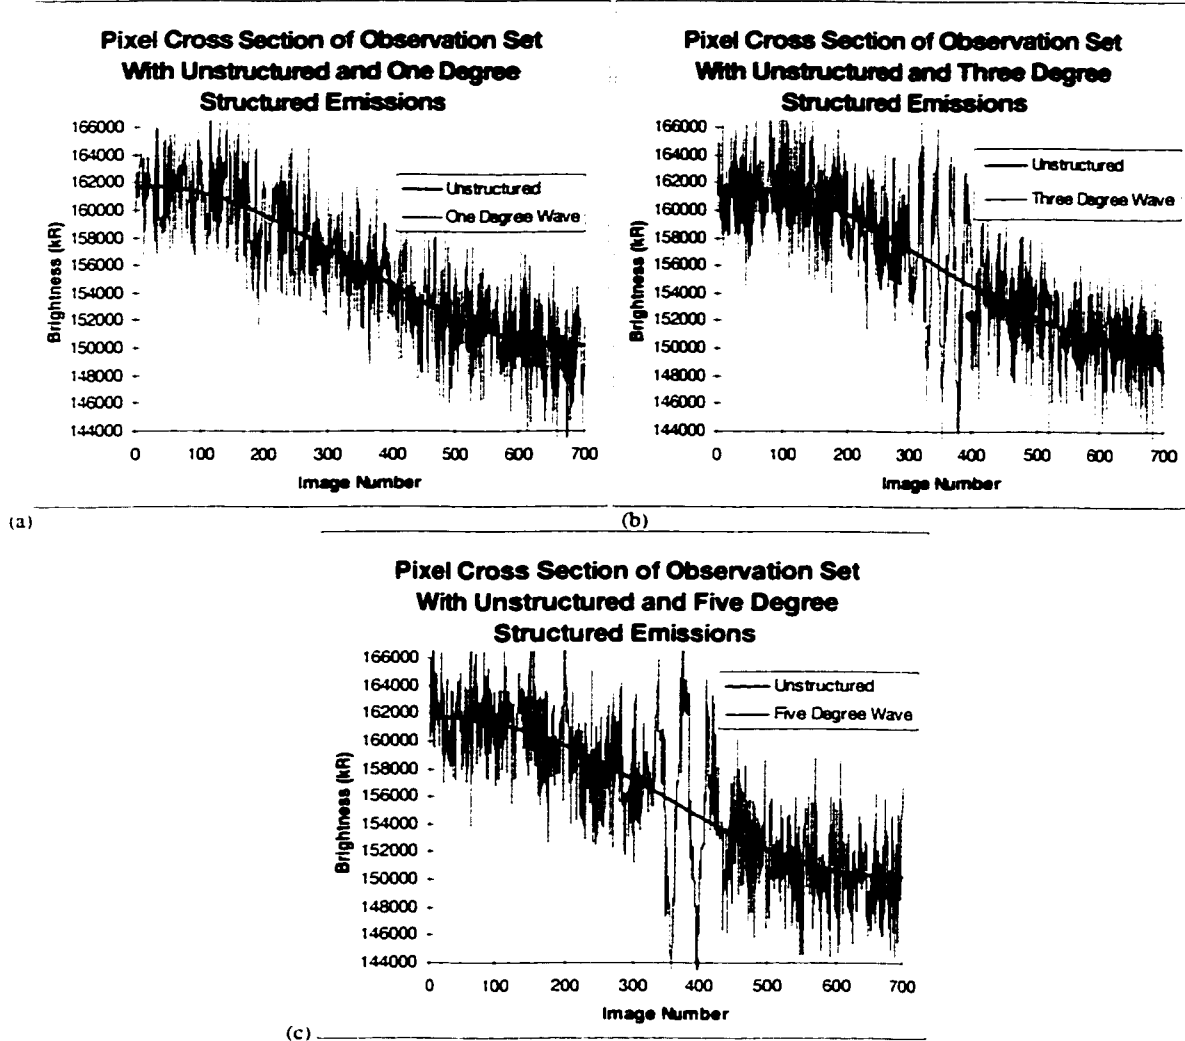 Pixel Cross Section of Observation Set
With Unstructured and One Degree
Structured Emissions
166000
164000
162000
160000
158000
156000
154000
152000
150000
148000
146000
144000
Brightness (kR)
Unstructured
One Degree Wave
0 100 200 300 400 500 600 700
Image Number
(a)
Pixel Cross Section of Observation Set
With Unstructured and Three Degree
Structured Emissions
166000
164000
162000
160000
158000
156000
154000
152000
150000
148000
146000
144000
Brightness (kR)
Unstructured
Three Degree Wave
0 100 200 300 400 500 600 700
Image Number
(b)
Pixel Cross Section of Observation Set
With Unstructured and Five Degree
Structured Emissions
166000
164000
162000
160000
158000
156000
154000
152000
150000
148000
146000
144000
Brightness (kR)
Unstructured
Five Degree Wave
0 100 200 300 400 500 600 700
Image Number
(c)